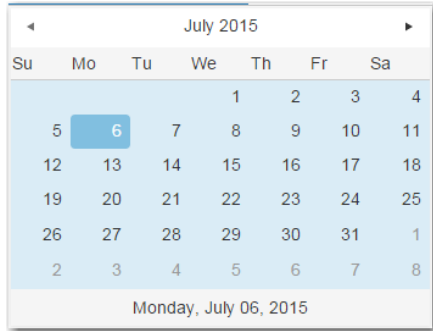 July 2015
Su Mo Tu We Th Fr Sa
1 2 3 4
5 6 7 8 9 10 11
12 13 14 15 16 17 18
19 20 21 22 23 24 25
26 27 28 29 30 31 1
2 3 4 5 6 7 8
Monday, July 06, 2015